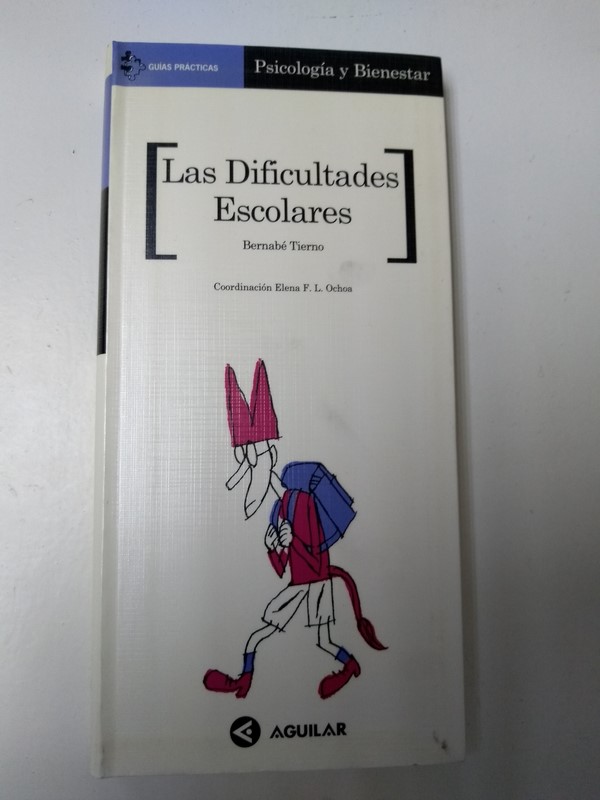 GUÍAS PRÁCTICAS
Psicología y Bienestar
Las Dificultades
Escolares
Bernabé Tierno
Coordinación Elena F. L. Ochoa
AGUILAR